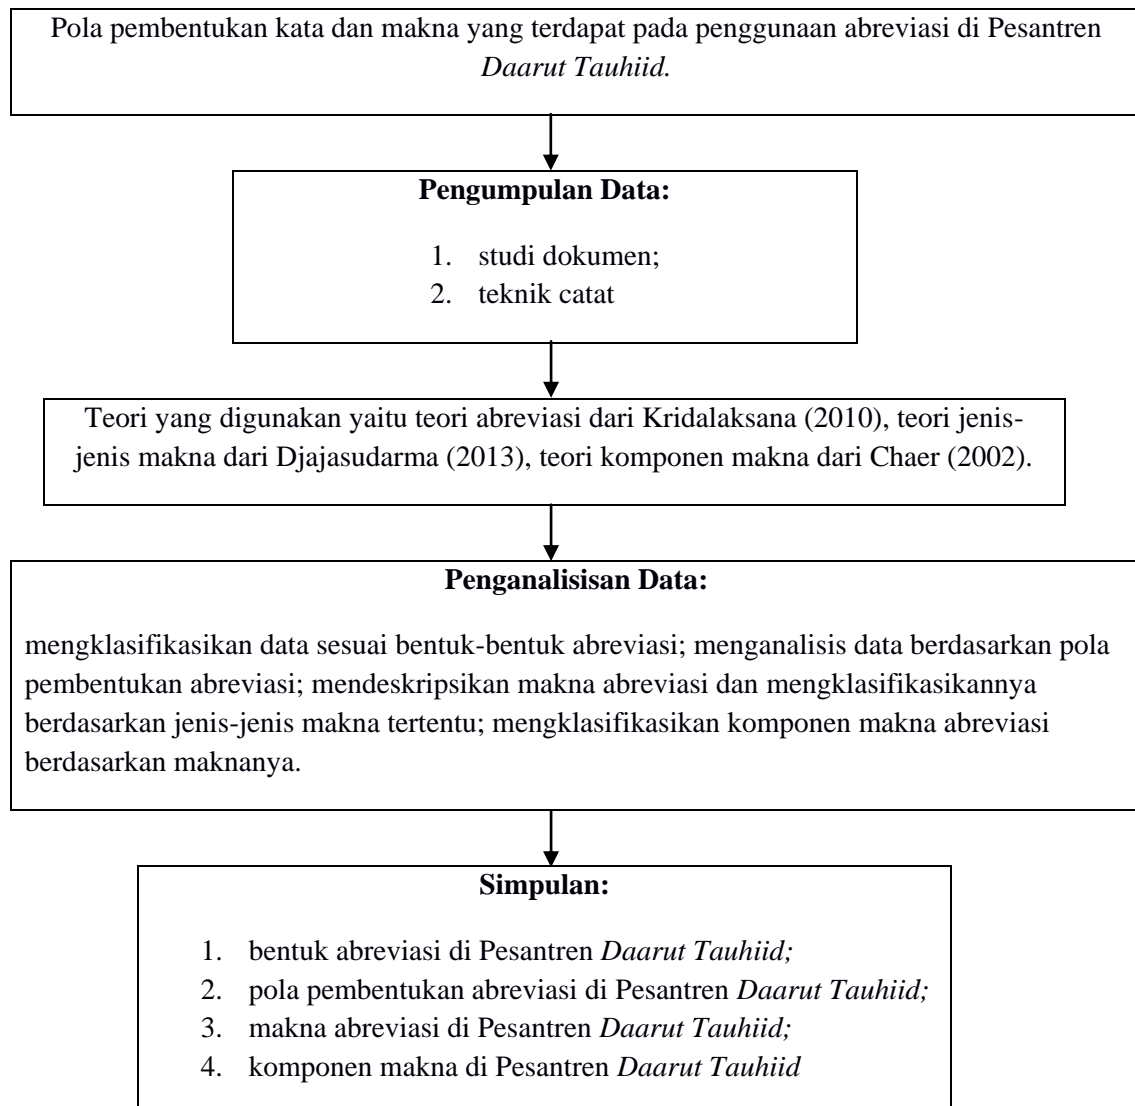 Pola pembentukan kata dan makna yang terdapat pada penggunaan abreviasi di Pesantren
Daarut Tauhiid.
Pengumpulan Data:
1. studi dokumen;
2. teknik catat
Teori yang digunakan yaitu teori abreviasi dari Kridalaksana (2010), teori jenis-
jenis makna dari Djajasudarma (2013), teori komponen makna dari Chaer (2002).
Penganalisisan Data:
mengklasifikasikan data sesuai bentuk-bentuk abreviasi; menganalisis data berdasarkan pola
pembentukan abreviasi; mendeskripsikan makna abreviasi dan mengklasifikasikannya
berdasarkan jenis-jenis makna tertentu; mengklasifikasikan komponen makna abreviasi
berdasarkan maknanya.
Simpulan:
1. bentuk abreviasi di Pesantren Daarut Tauhiid;
2. pola pembentukan abreviasi di Pesantren Daarut Tauhiid;
3. makna abreviasi di Pesantren Daarut Tauhiid;
4. komponen makna di Pesantren Daarut Tauhiid